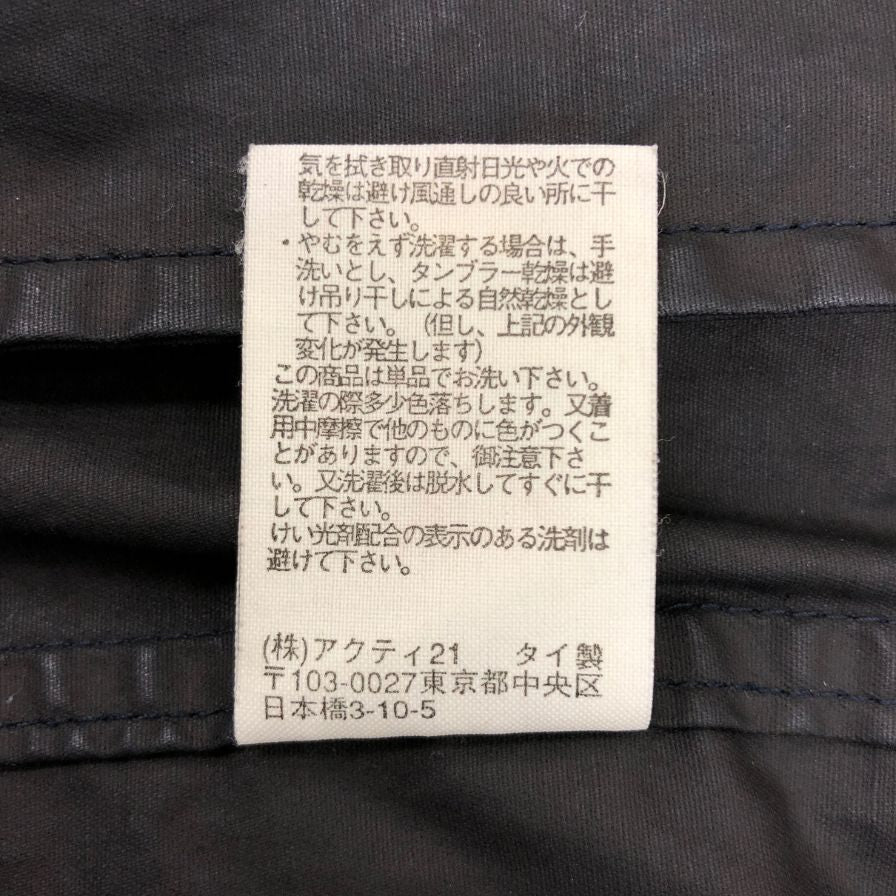 気を拭き取り直射日光や火での
乾燥は避け風通しの良い所に干
して下さい。
・やむをえず洗濯する場合は、手
洗いとし、タンブラー乾燥は避
け吊り干しによる自然乾燥とし
て下さい。（但し、上記の外観
変化が発生します）
この商品は単品でお洗い下さい。
洗濯の際多少色落ちします。又着
用中摩擦で他のものに色がつくこ
とがありますので、御注意下さ
い。又洗濯後は脱水してすぐに干
して下さい。
けい光剤配合の表示のある洗剤は
避けて下さい。
(株)アクティ21 タイ製
〒103-0027東京都中央区
日本橋3-10-5